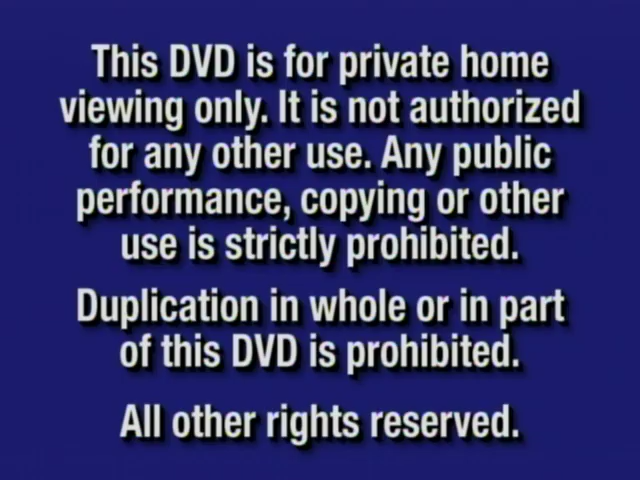 This DVD is for private home
viewing only. It is not authorized
for any other use. Any public
performance, copying or other
use is strictly prohibited.
Duplication in whole or in part
of this DVD is prohibited.
All other rights reserved.